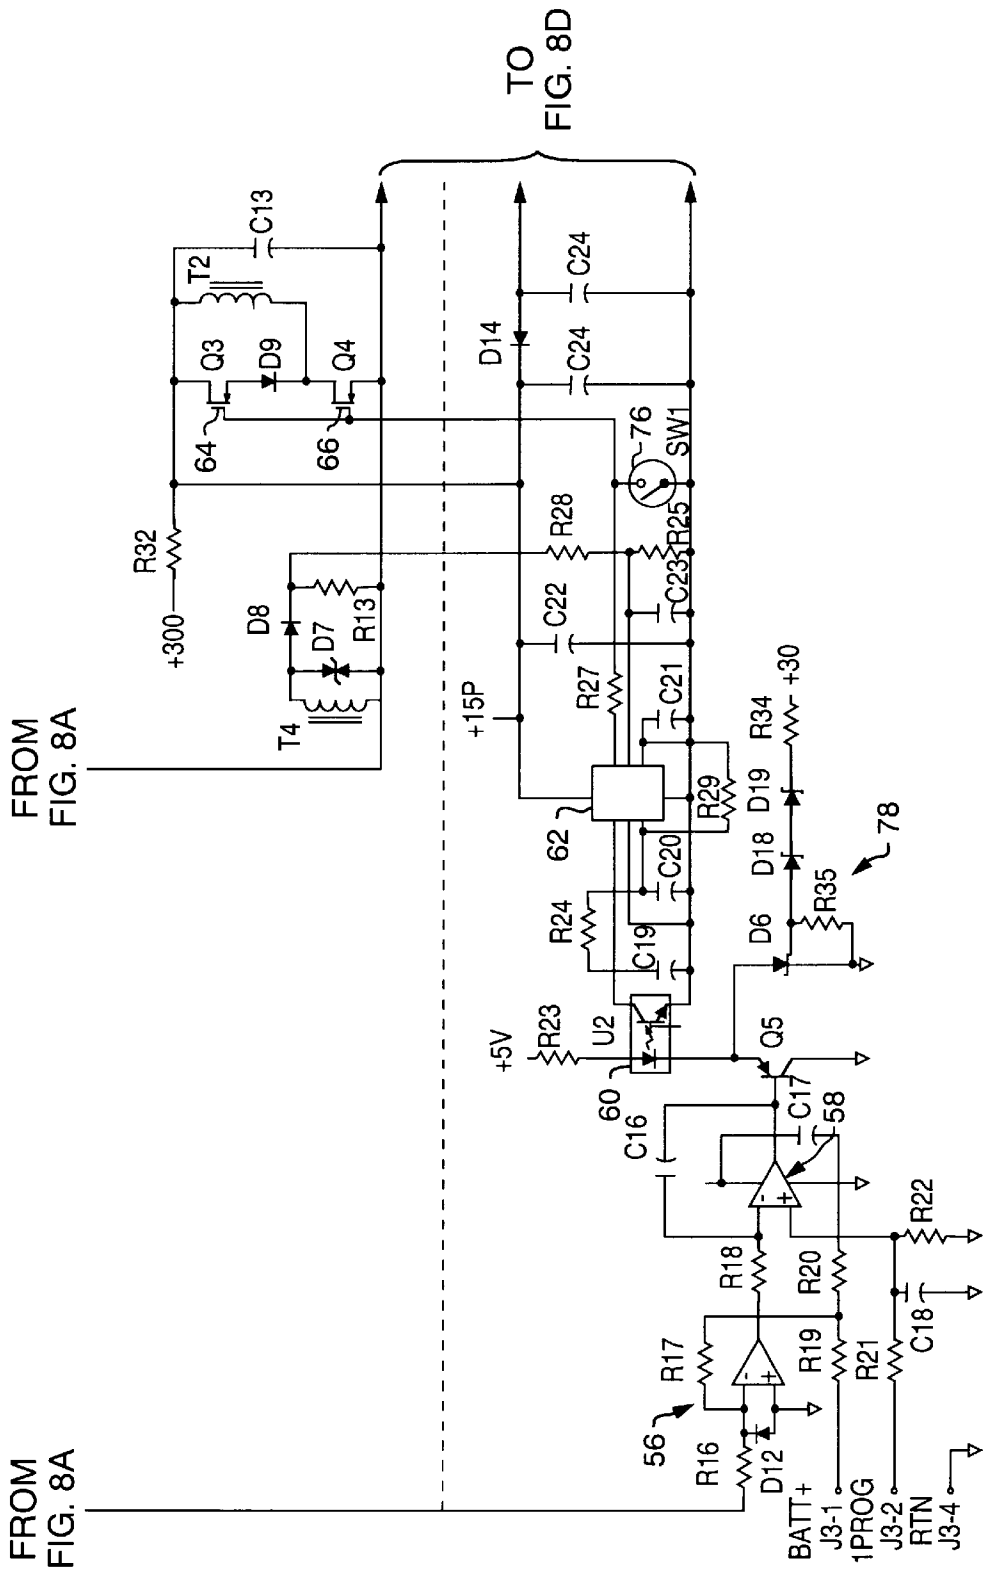 FROM
FIG. 8A
FROM
FIG. 8A
TO
FIG. 8D
+300
R32
T4
D8
D7
R13
64
Q3
D9
66
Q4
T2
C13
+15P
62
R27
C22
R28
D14
C24
C24
76
SW1
R25
C23
C21
R29
C20
R24
C19
+5V
R23
U2
60
Q5
D6
D18
D19
R34
+30
R35
78
C16
C17
58
R18
R20
R22
R17
56
R16
D12
R19
R21
C18
BATT+
J3-1
1PROG
J3-2
RTN
J3-4
-
+
-
+